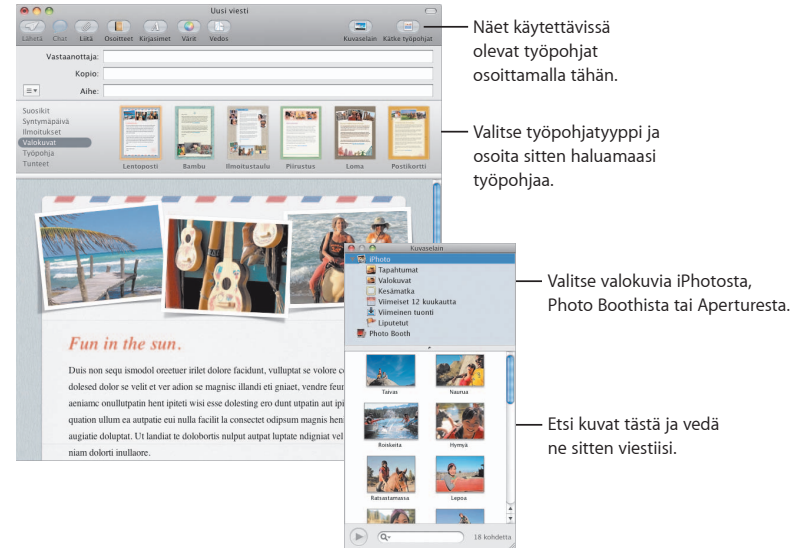 Uusi viesti
Lähetä Chat Liitä Osoitteet Kirjasimet Värit Vedos Kuvaselain Kätke työpohjat
Vastaanottaja:
Kopio:
Aihe:
Suosikit
Syntymäpäivä
Ilmoitukset
Valokuvat
Työpohja
Tunteet
Lentoposti Bambu Ilmoitustaulu Piirustus Loma Postikortti
Fun in the sun.
Duis non sequ ismodol oreetuer irilet dolore facidunt, vulluptat se volore
dolesed dolor se velit et ver adion se magnisc illandi eti gniaet, vendre feu
aeniamc onullutpatin hent ipiteti wisi esse dolesting ero dunt utpatin aut ipi
quation ullum ea autpatie eui nulla facilit la consectet odipsum magnis hen
augiatie doluptat. Ut landiat te dolobortis nulput autpat luptate ndigniat vel
niam dolorti inullaore.
Kuvaselain
iPhoto
Tapahtumat
Valokuvat
Kesämatka
Viimeiset 12 kuukautta
Viimeinen tuonti
Liputetut
Photo Booth
Taivas Naurua
Roiskeita Hymyä
Ratsastamassa Lepoa
18 kohdetta
Näet käytettävissä
olevat työpohjat
osoittamalla tähän.
Valitse työpohjatyyppi ja
osoita sitten haluamaasi
työpohjaa.
Valitse valokuvia iPhotosta,
Photo Boothista tai Aperturesta.
Etsi kuvat tästä ja vedä
ne sitten viestiisi.